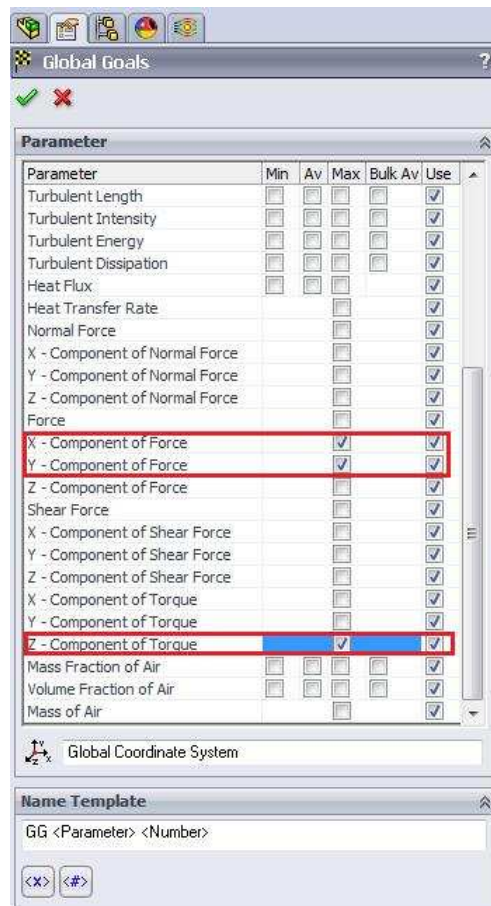 Global Goals ?
Parameter
Parameter Min Av Max Bulk Av Use
Turbulent Length
Turbulent Intensity
Turbulent Energy
Turbulent Dissipation
Heat Flux
Heat Transfer Rate
Normal Force
X - Component of Normal Force
Y - Component of Normal Force
Z - Component of Normal Force
Force
X - Component of Force
Y - Component of Force
Z - Component of Force
Shear Force
X - Component of Shear Force
Y - Component of Shear Force
Z - Component of Shear Force
X - Component of Torque
Y - Component of Torque
Z - Component of Torque
Mass Fraction of Air
Volume Fraction of Air
Mass of Air
Y
Z X Global Coordinate System
Name Template
GG <Parameter> <Number>
<x> <#>